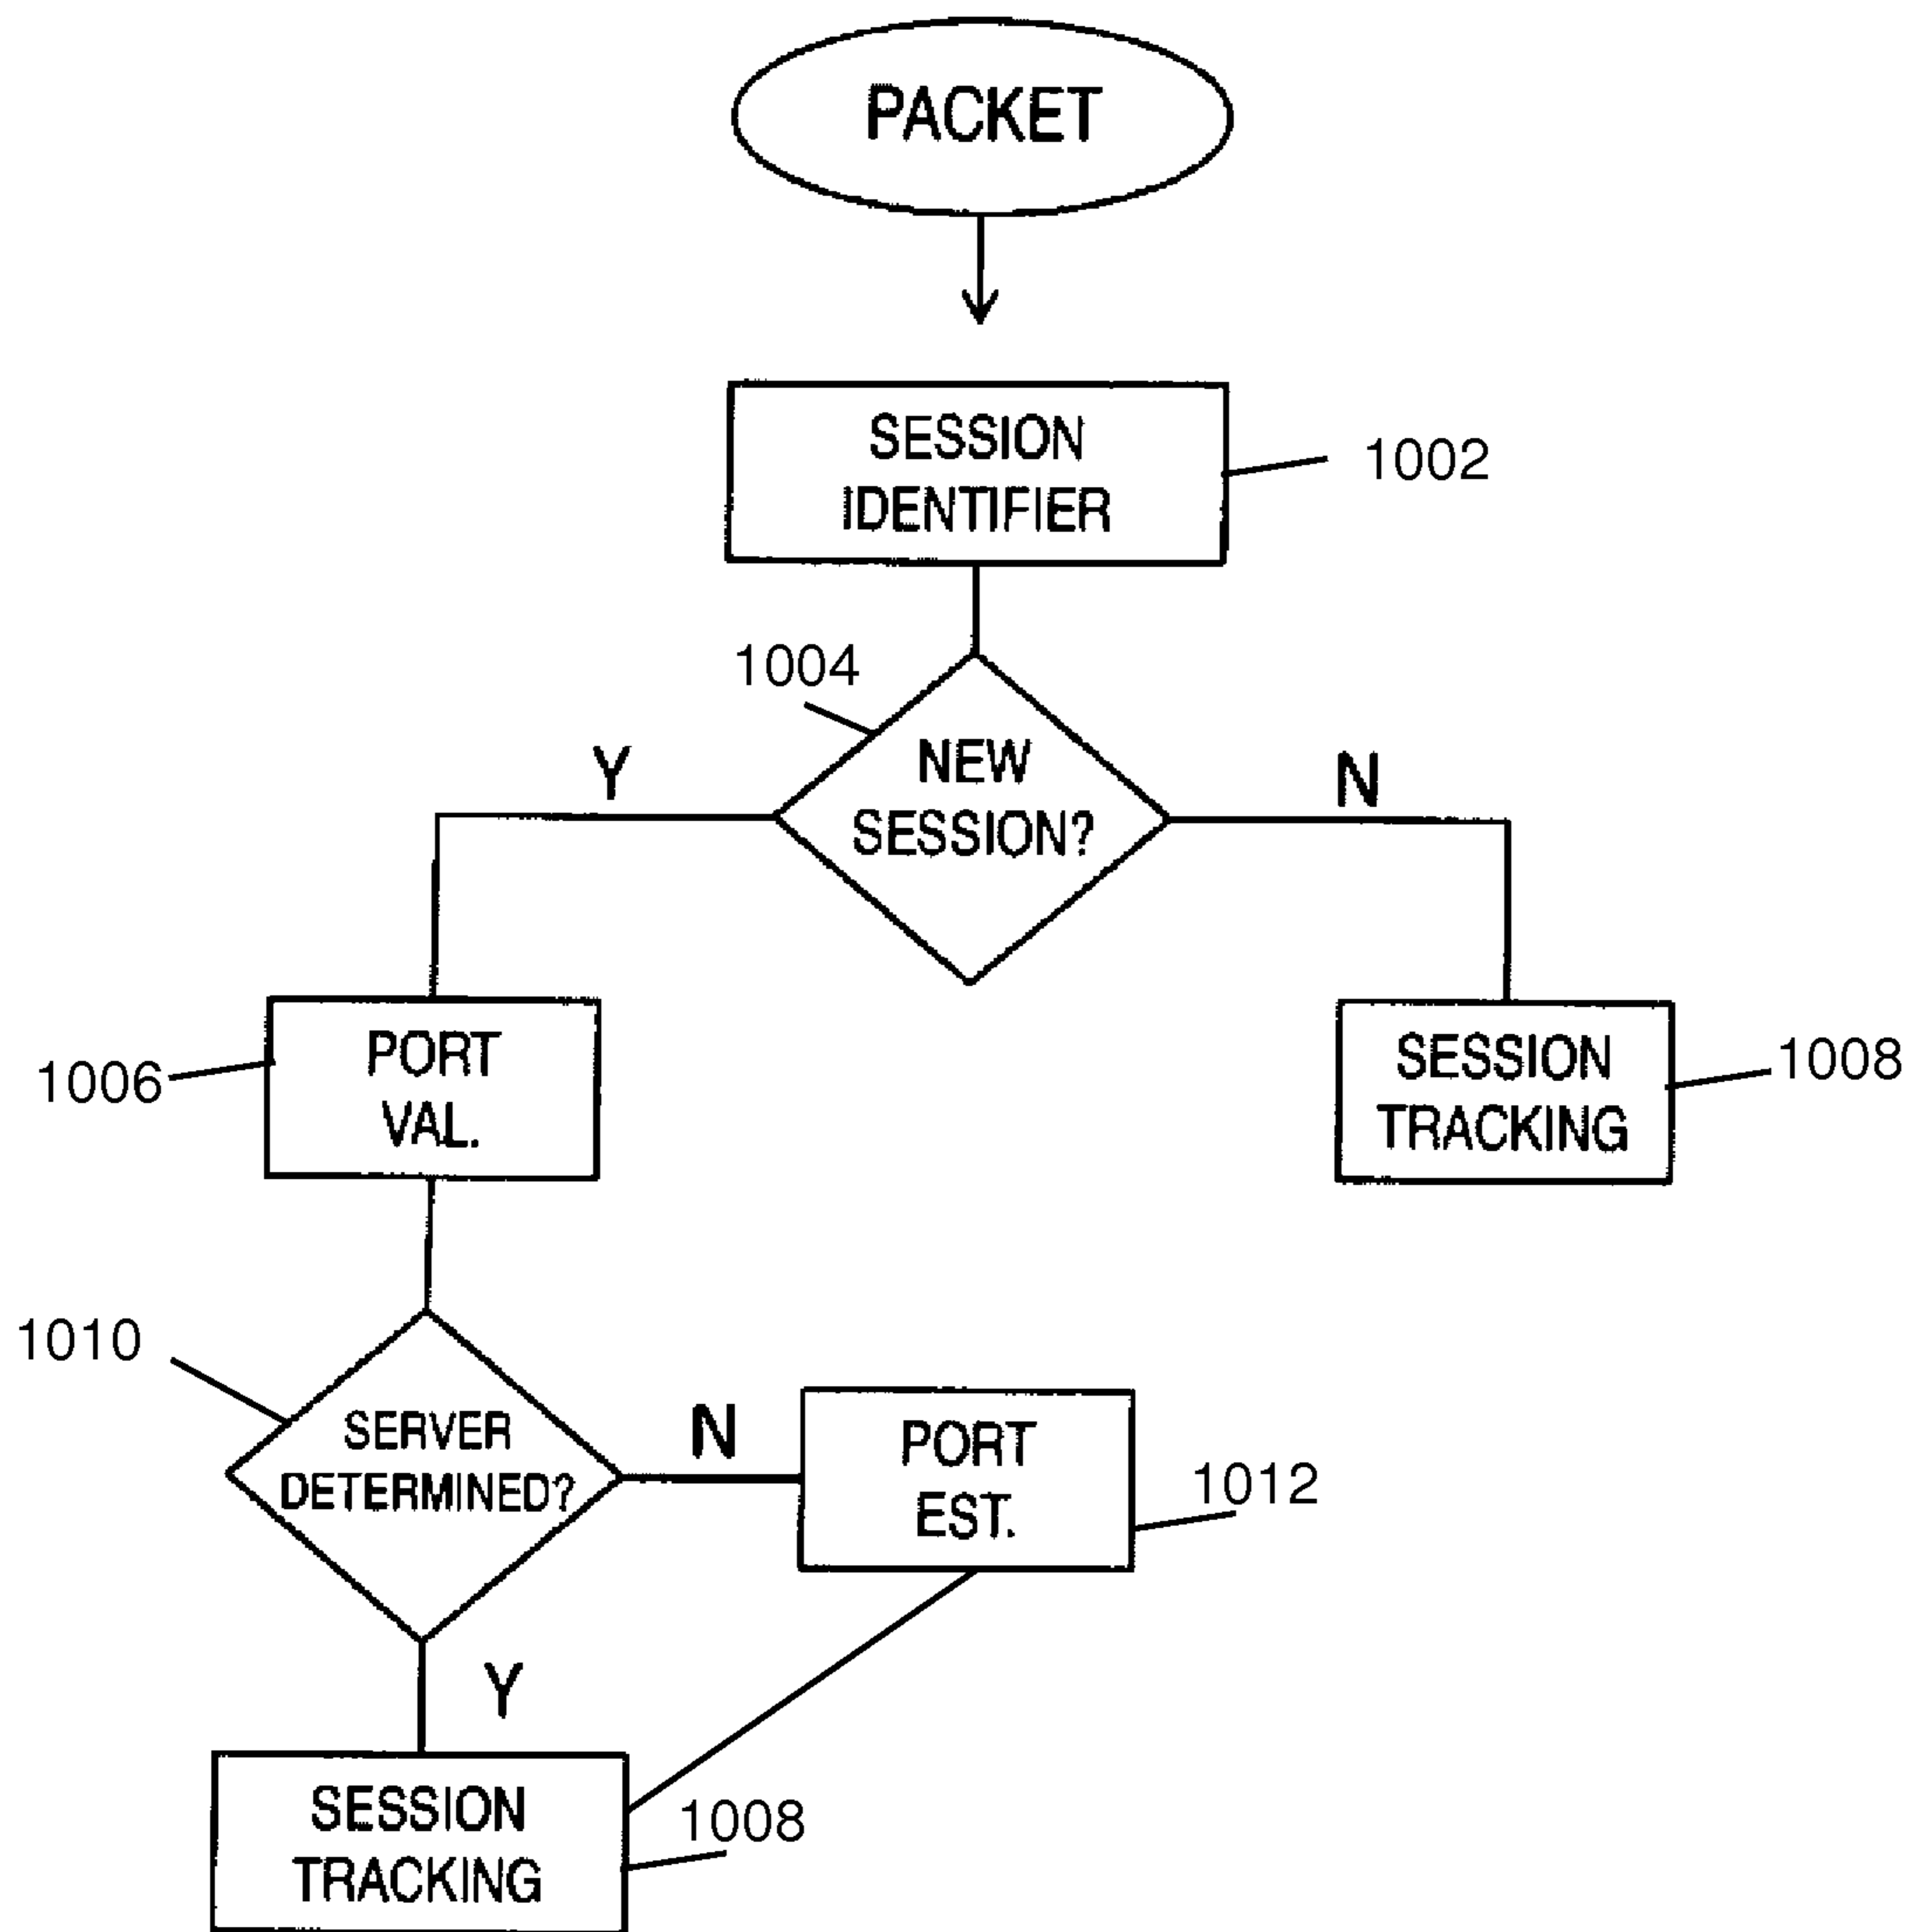 PACKET
SESSION
IDENTIFIER
1002
1004
NEW
SESSION?
Y
N
PORT
VAL.
1006
SESSION
TRACKING
1008
1010
SERVER
DETERMINED?
N
PORT
EST.
1012
Y
SESSION
TRACKING
1008